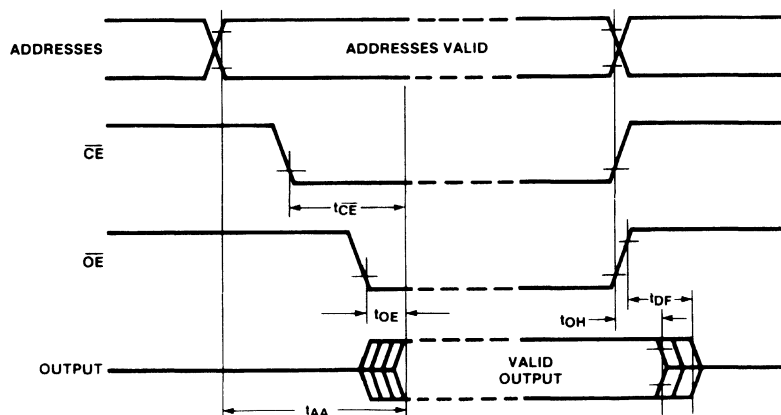 ADDRESSES
ADDRESSES VALID
CE
tCE
OE
tOE
tOH
tDF
OUTPUT
VALID
OUTPUT
tAA